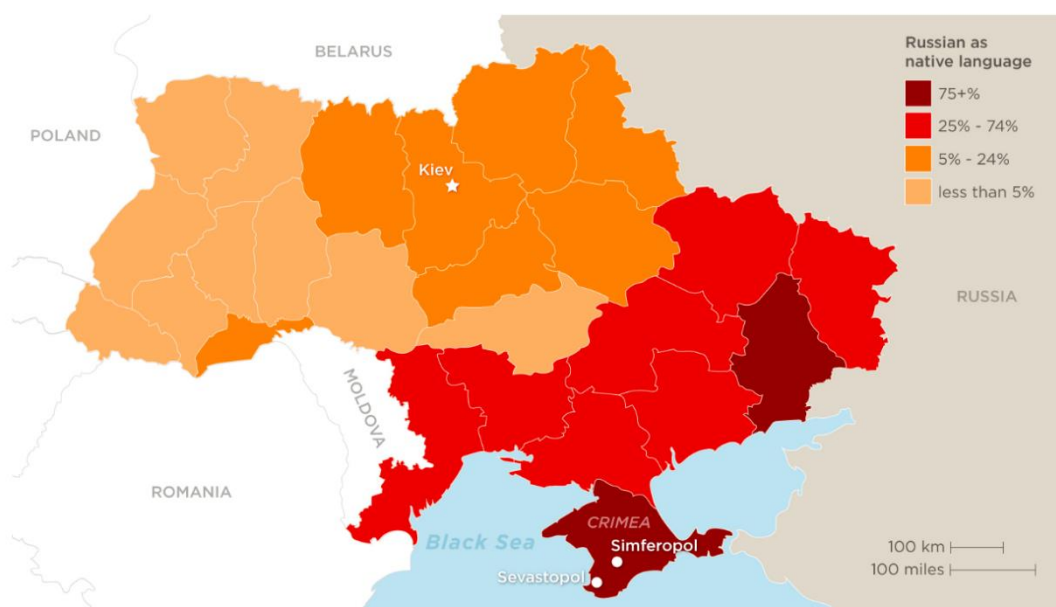 BELARUS
POLAND
Kiev
MOLDOVA
ROMANIA
RUSSIA
Black Sea
CRIMEA
Simferopol
Sevastopol
Russian as
native language
75+%
25% - 74%
5% - 24%
less than 5%
100 km
100 miles